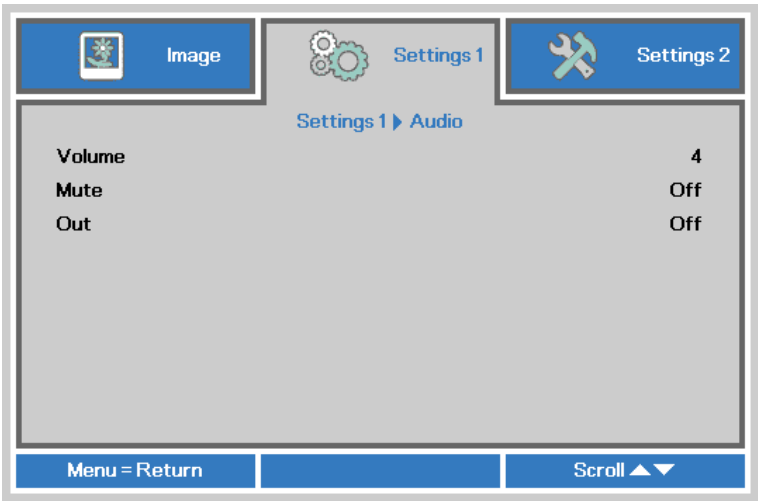 Image
Settings 1
Settings 2
Settings 1 ▶ Audio
Volume 4
Mute Off
Out Off
Menu = Return
Scroll ▲▼